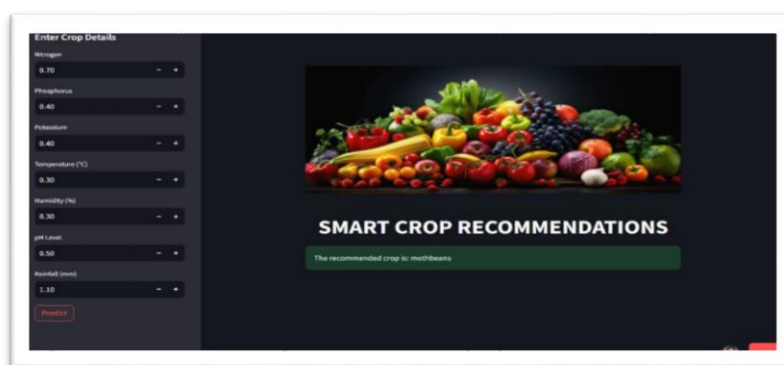 Enter Crop Details
Nitrogen
0.70 - +
Phosphorus
0.40 - +
Potassium
0.40 - +
Temperature (°C)
0.30 - +
Humidity (%)
0.30 - +
pH Level
0.50 - +
Rainfall (mm)
1.10 - +
Predict
SMART CROP RECOMMENDATIONS
The recommended crop is: mothbeans